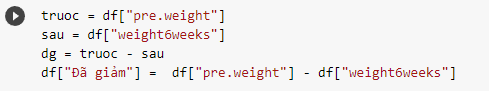 truoc = df["pre.weight"]
sau = df["weight6weeks"]
dg = truoc - sau
df["Đã giảm"] =  df["pre.weight"] - df["weight6weeks"]